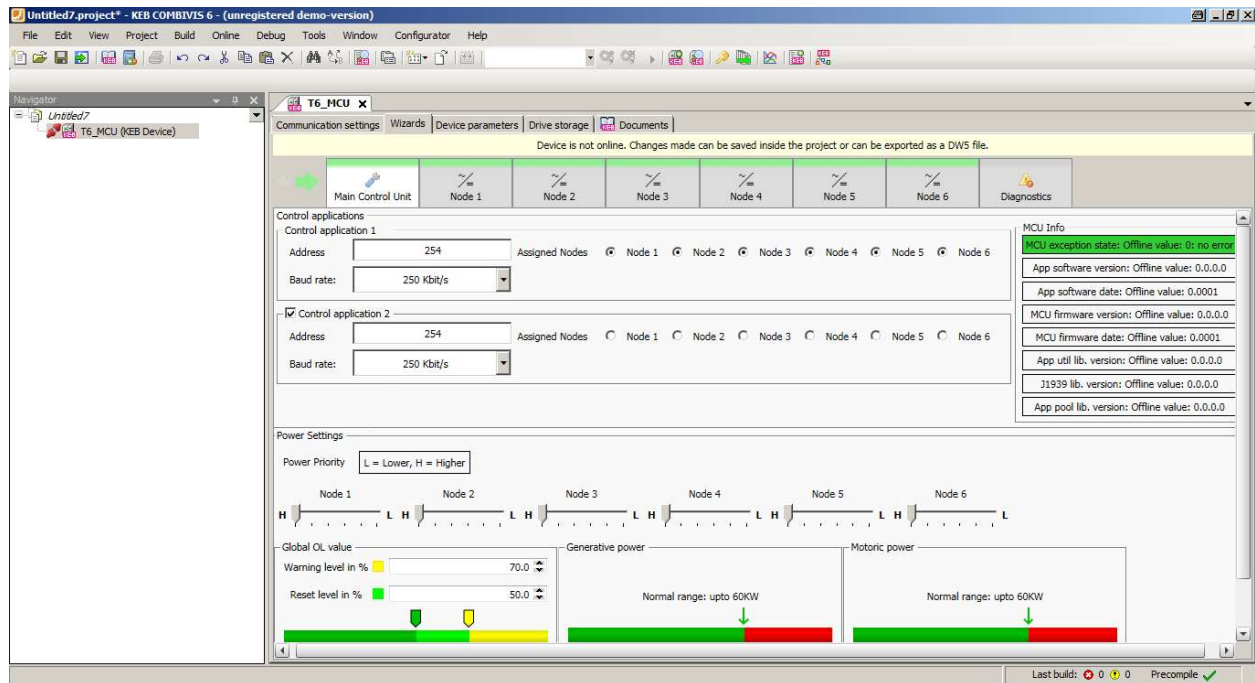 Untitled7.project* - KEB COMBIVIS 6 - (unregistered demo-version)
File Edit View Project Build Online Debug Tools Window Configurator Help
Navigator
Untitled7
T6_MCU (KEB Device)
T6_MCU
Communication settings Wizards Device parameters Drive storage Documents
Device is not online. Changes made can be saved inside the project or can be exported as a DW5 file.
Main Control Unit Node 1 Node 2 Node 3 Node 4 Node 5 Node 6 Diagnostics
Control applications
Control application 1
Address 254 Assigned Nodes Node 1 Node 2 Node 3 Node 4 Node 5 Node 6
Baud rate: 250 Kbit/s
Control application 2
Address 254 Assigned Nodes Node 1 Node 2 Node 3 Node 4 Node 5 Node 6
Baud rate: 250 Kbit/s
MCU Info
MCU exception state: Offline value: 0: no error
App software version: Offline value: 0.0.0.0
App software date: Offline value: 0.0001
MCU firmware version: Offline value: 0.0.0.0
MCU firmware date: Offline value: 0.0001
App util lib. version: Offline value: 0.0.0.0
J1939 lib. version: Offline value: 0.0.0.0
App pool lib. version: Offline value: 0.0.0.0
Power Settings
Power Priority L = Lower, H = Higher
Node 1 Node 2 Node 3 Node 4 Node 5 Node 6
H L H L H L H L H L H L
Global OL value
Warning level in % 70.0
Reset level in % 50.0
Generative power
Normal range: upto 60KW
Motoric power
Normal range: upto 60KW
Last build: 0 0 Precompile